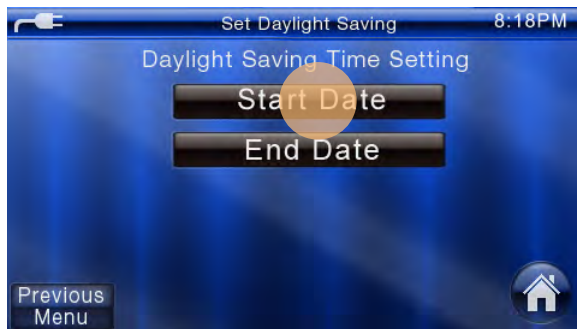 Set Daylight Saving 8:18PM
Daylight Saving Time Setting
Start Date
End Date
Previous
Menu